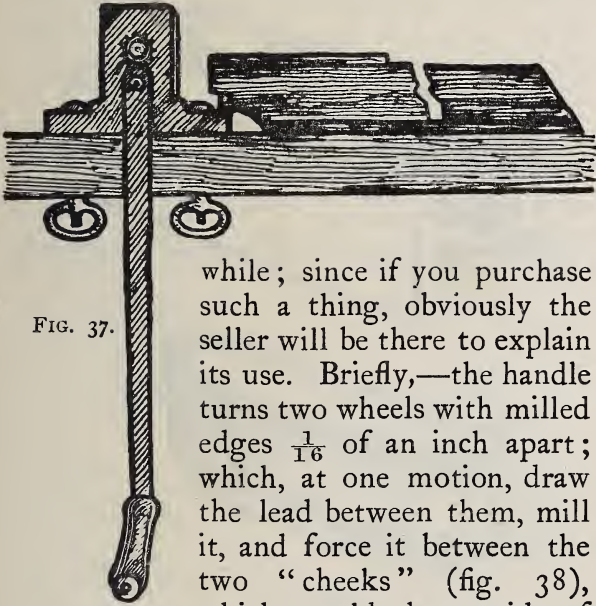 FIG. 37.
while; since if you purchase
such a thing, obviously the
seller will be there to explain
its use. Briefly,—the handle
turns two wheels with milled
edges 1/16 of an inch apart;
which, at one motion, draw
the lead between them, mill
it, and force it between the
two "cheeks" (fig. 38),